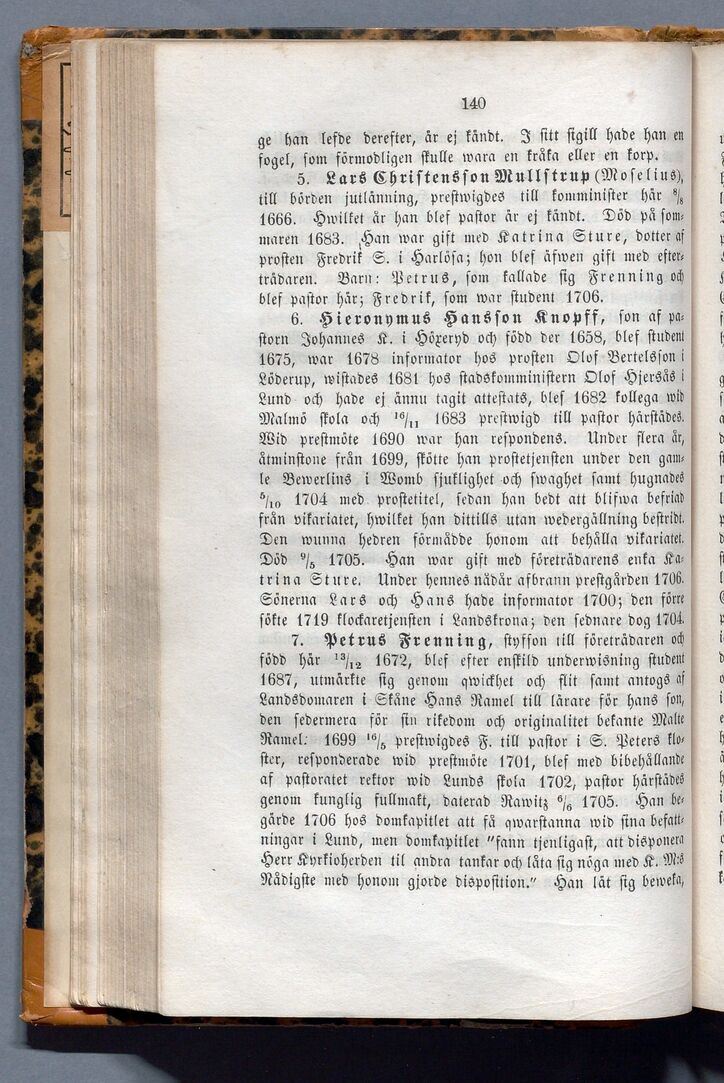 140
ge han lefde derefter, är ej kändt. I sitt sigill hade han en
fogel, som förmodligen skulle wara en kråka eller en korp.
5. Lars Christensson Mullstrup (Moselius),
till börden jutlänning, prestwigdes till komminister här ⁸/₈
1666. Hwilket år han blef pastor är ej kändt. Död på som-
maren 1683. Han war gift med Katrina Sture, dotter af
prosten Fredrik S. i Harlösa; hon blef äfwen gift med efter-
trädaren. Barn: Petrus, som kallade sig Frenning och
blef pastor här; Fredrik, som war student 1706.
6. Hieronymus Hansson Knopff, son af pa-
storn Johannes K. i Höxeryd och född der 1658, blef student
1675, war 1678 informator hos prosten Olof Bertelsson i
Löderup, wistades 1681 hos stadskomministern Olof Hjersås i
Lund och hade ej ännu tagit attestats, blef 1682 kollega wid
Malmö skola och ¹⁶/₁₁ 1683 prestwigd till pastor härstädes.
Wid prestmöte 1690 war han respondens. Under flera år,
åtminstone från 1699, skötte han prostetjensten under den gam-
le Bewerlins i Womb sjuklighet och swaghet samt hugnades
⁵/₁₀ 1704 med prostetitel, sedan han bedt att blifwa befriad
från vikariatet, hwilket han dittills utan wedergällning bestridt.
Den wunna hedren förmådde honom att behålla vikariatet.
Död ⁹/₅ 1705. Han war gift med företrädarens enka Ka-
trina Sture. Under hennes nådår afbrann prestgården 1706.
Sönerna Lars och Hans hade informator 1700; den förre
sökte 1719 klockaretjensten i Landskrona; den sednare dog 1704.
7. Petrus Frenning, styfson till företrädaren och
född här ¹³/₁₂ 1672, blef efter enskild underwisning student
1687, utmärkte sig genom qwickhet och flit samt antogs af
Landsdomaren i Skåne Hans Ramel till lärare för hans son,
den sedermera för sin rikedom och originalitet bekante Malte
Ramel: 1699 ¹⁶/₅ prestwigdes F. till pastor i S. Peters klo-
ster, responderade wid prestmöte 1701, blef med bibehållande
af pastoratet rektor wid Lunds skola 1702, pastor härstädes
genom kunglig fullmakt, daterad Rawitz ⁶/₆ 1705. Han be-
gärde 1706 hos domkapitlet att få qwarstanna wid sina befatt-
ningar i Lund, men domkapitlet "fann tjenligast, att disponera
Herr Kyrkioherden til andra tankar och låta sig nöga med K. M:s
Nådigste med honom gjorde disposition." Han lät sig beweka,